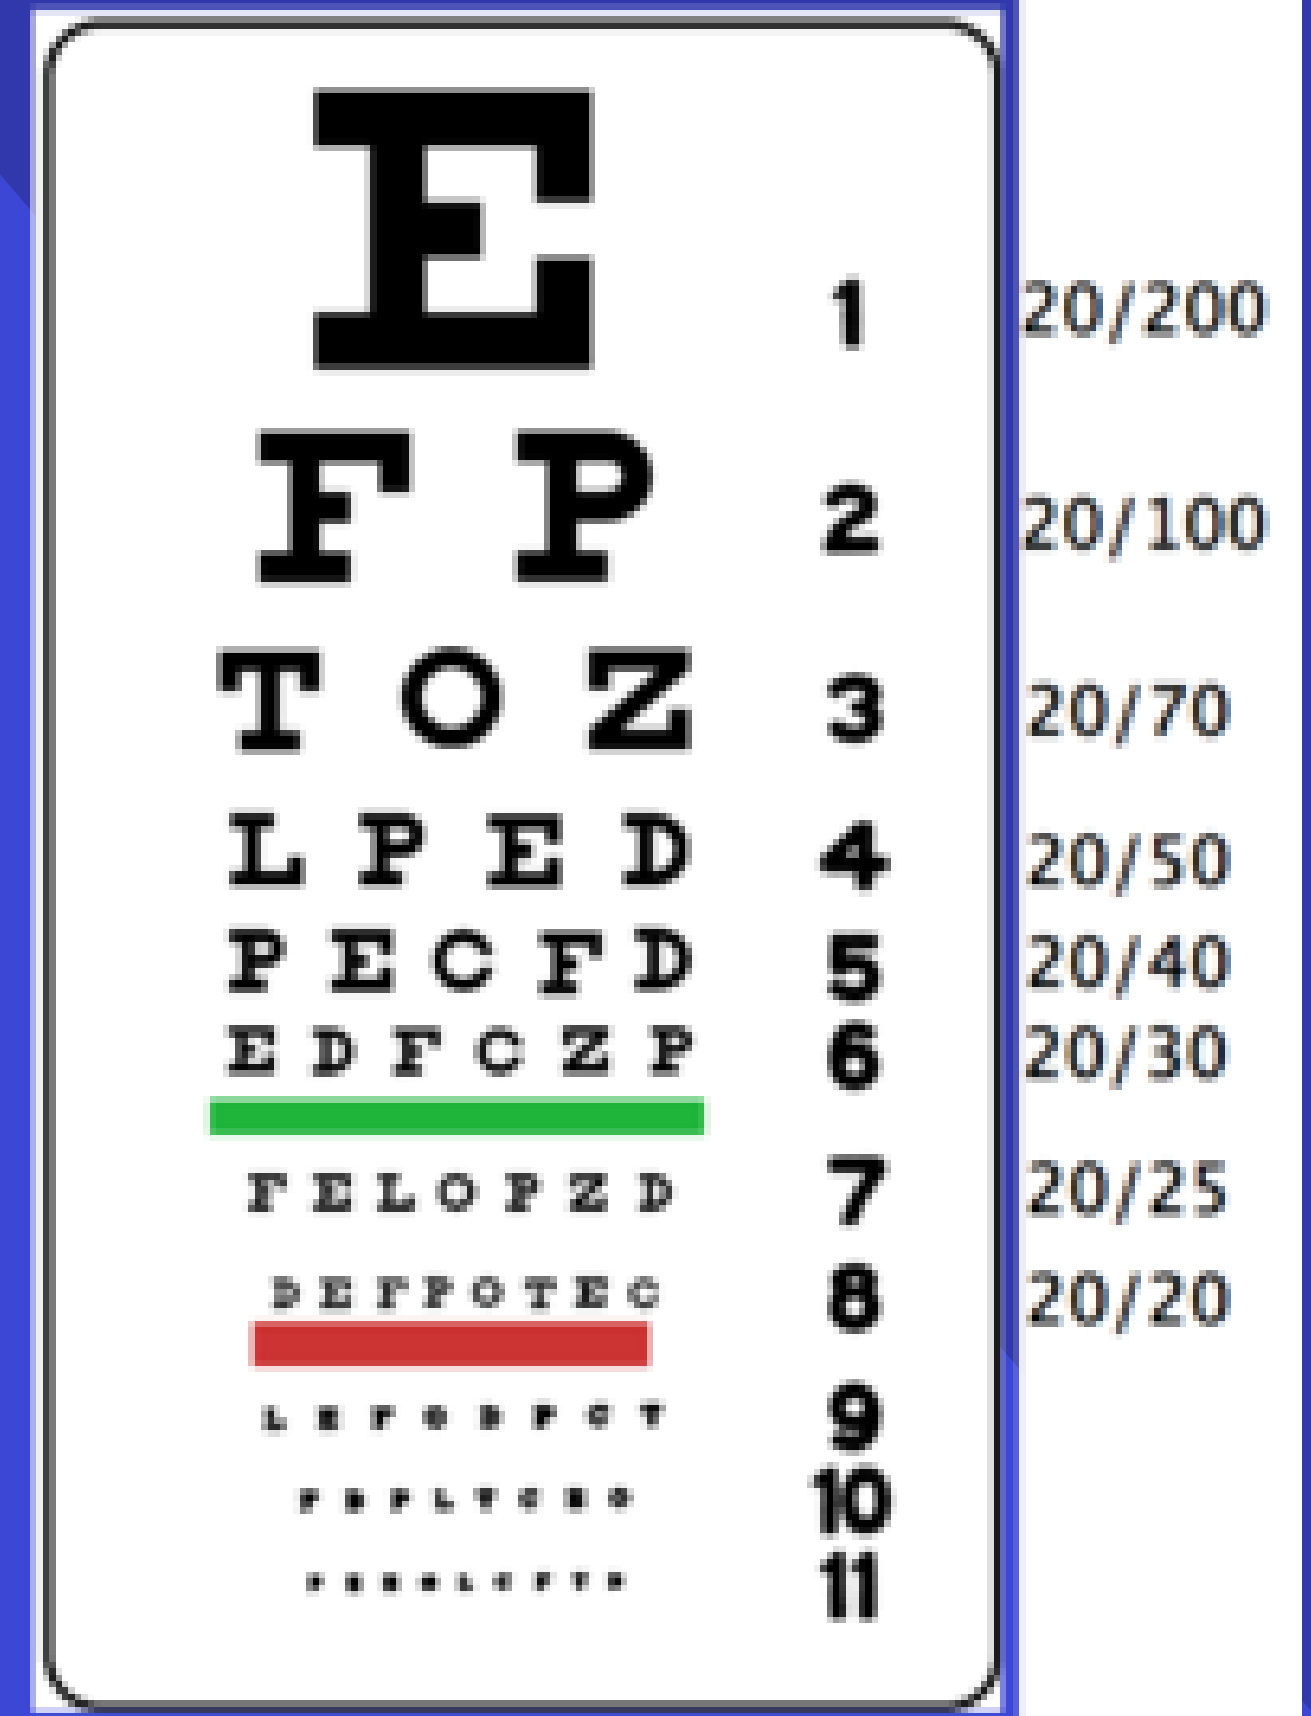 E 1 20/200
F P 2 20/100
T O Z 3 20/70
L P E D 4 20/50
P E C F D 5 20/40
E D F C Z P 6 20/30
F E L O P Z D 7 20/25
D E F P O T E C 8 20/20
9
10
11